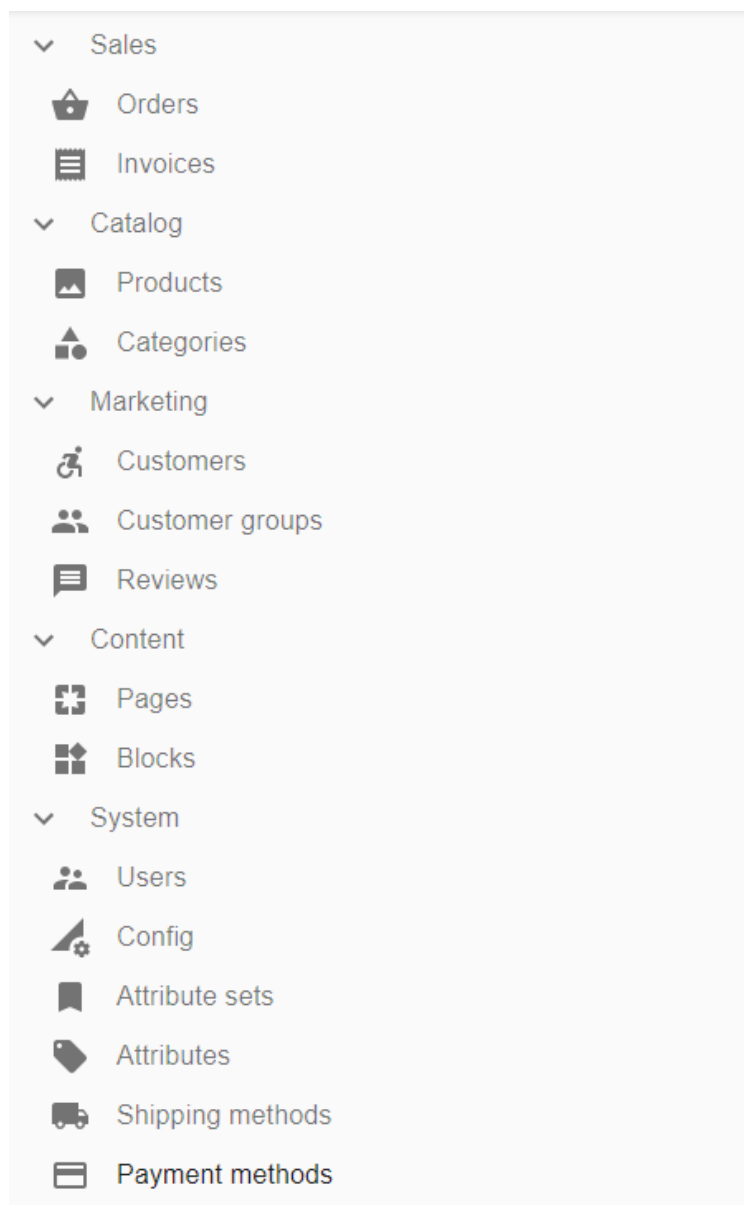 Sales
Orders
Invoices
Catalog
Products
Categories
Marketing
Customers
Customer groups
Reviews
Content
Pages
Blocks
System
Users
Config
Attribute sets
Attributes
Shipping methods
Payment methods